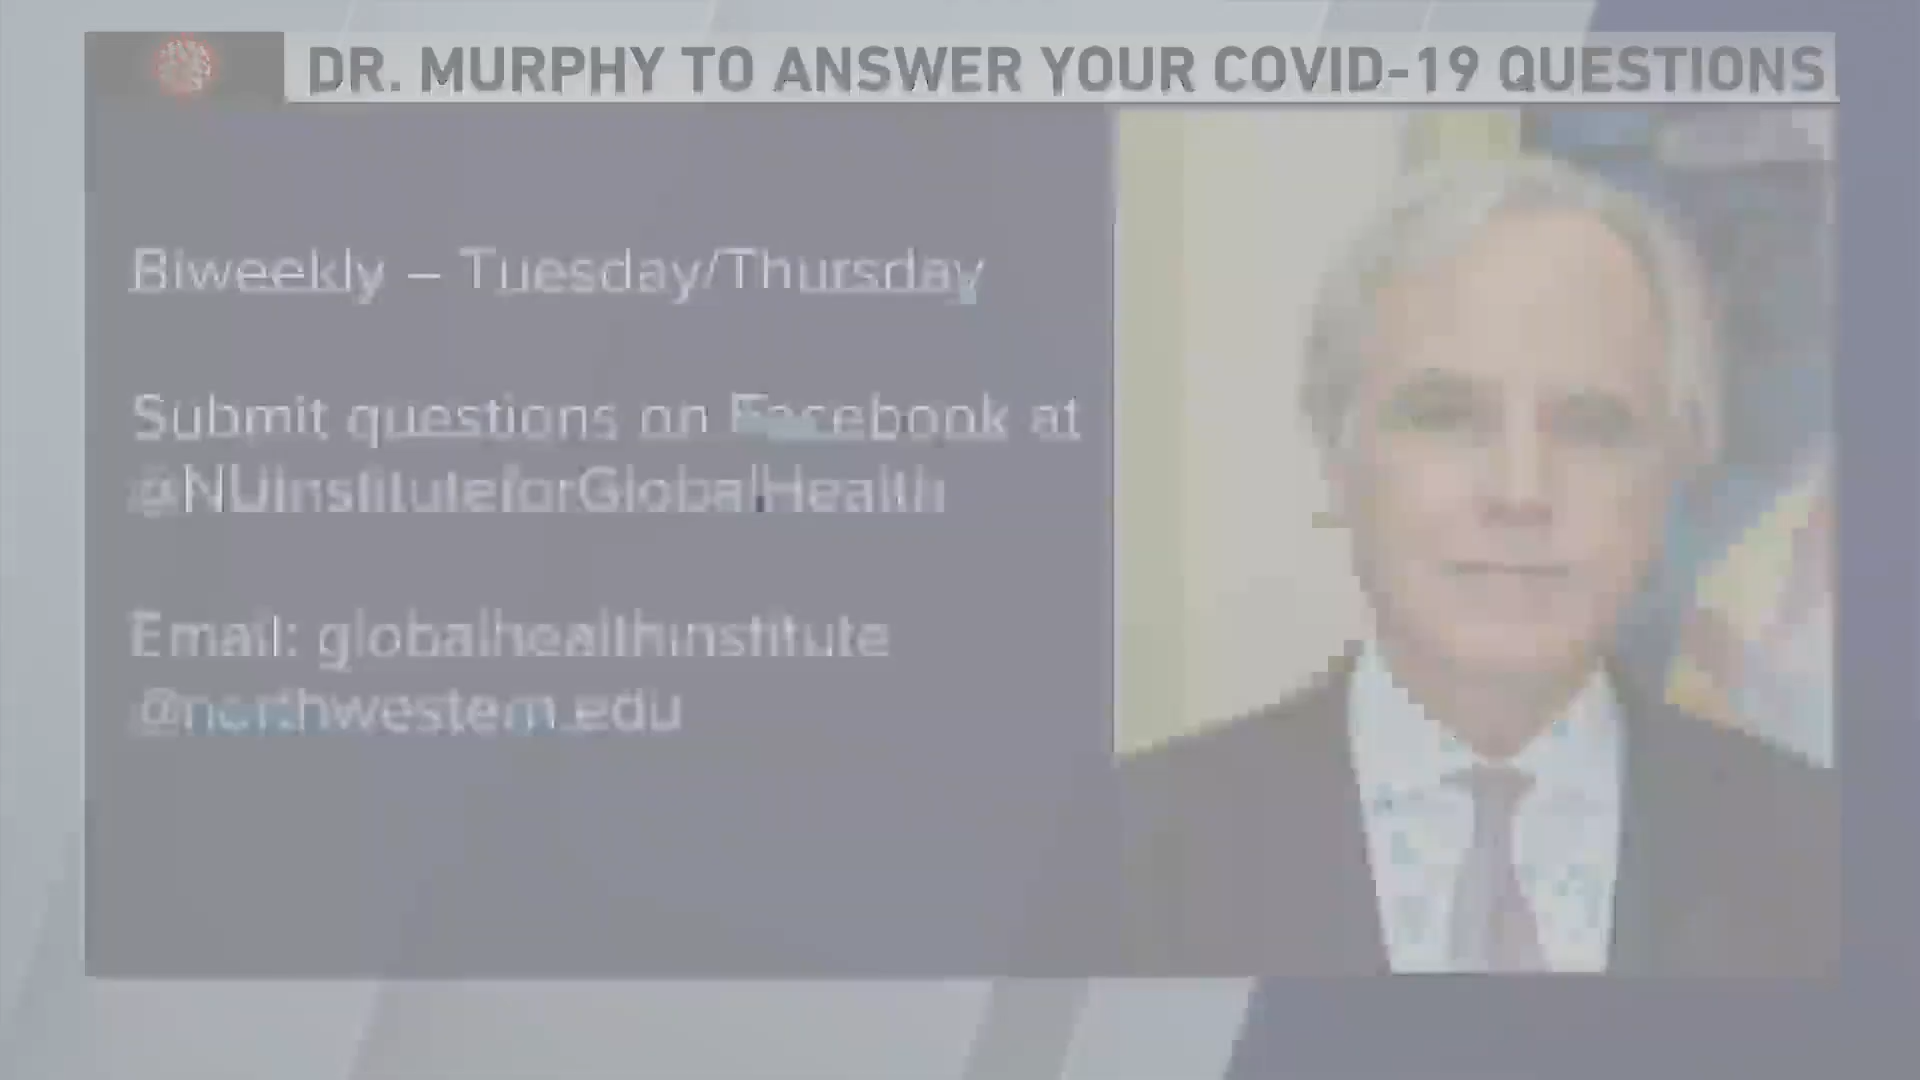 DR. MURPHY TO ANSWER YOUR COVID-19 QUESTIONS
Biweekly – Tuesday/Thursday
Submit questions on Facebook at
@NUInstituteforGlobalHealth
Email: globalhealthinstitute
@northwestern.edu